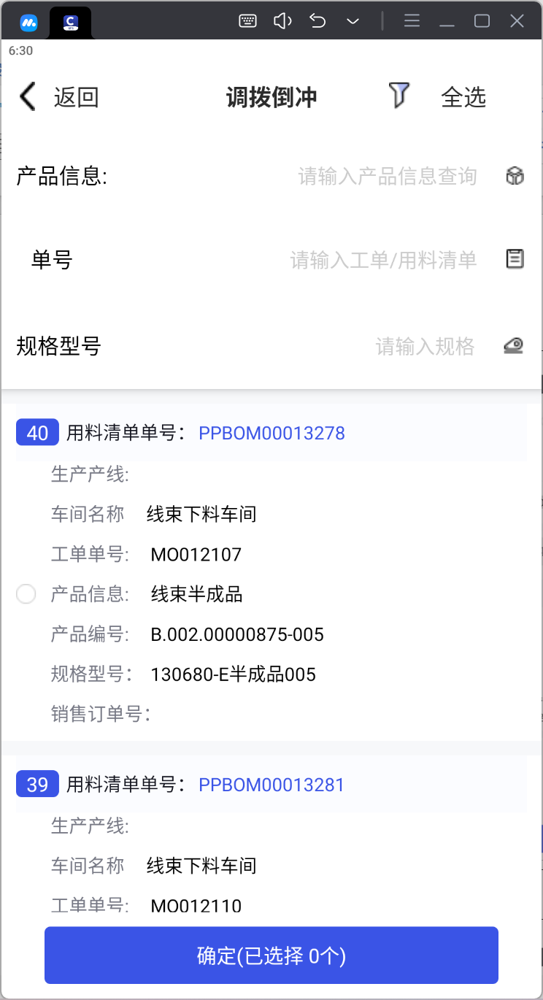 6:30
返回 调拨倒冲 全选
产品信息: 请输入产品信息查询
单号 请输入工单/用料清单
规格型号 请输入规格
40 用料清单单号： PPBOM00013278
生产产线:
车间名称 线束下料车间
工单单号: MO012107
产品信息: 线束半成品
产品编号: B.002.00000875-005
规格型号： 130680-E半成品005
销售订单号：
39 用料清单单号： PPBOM00013281
生产产线:
车间名称 线束下料车间
工单单号: MO012110
确定(已选择 0个)